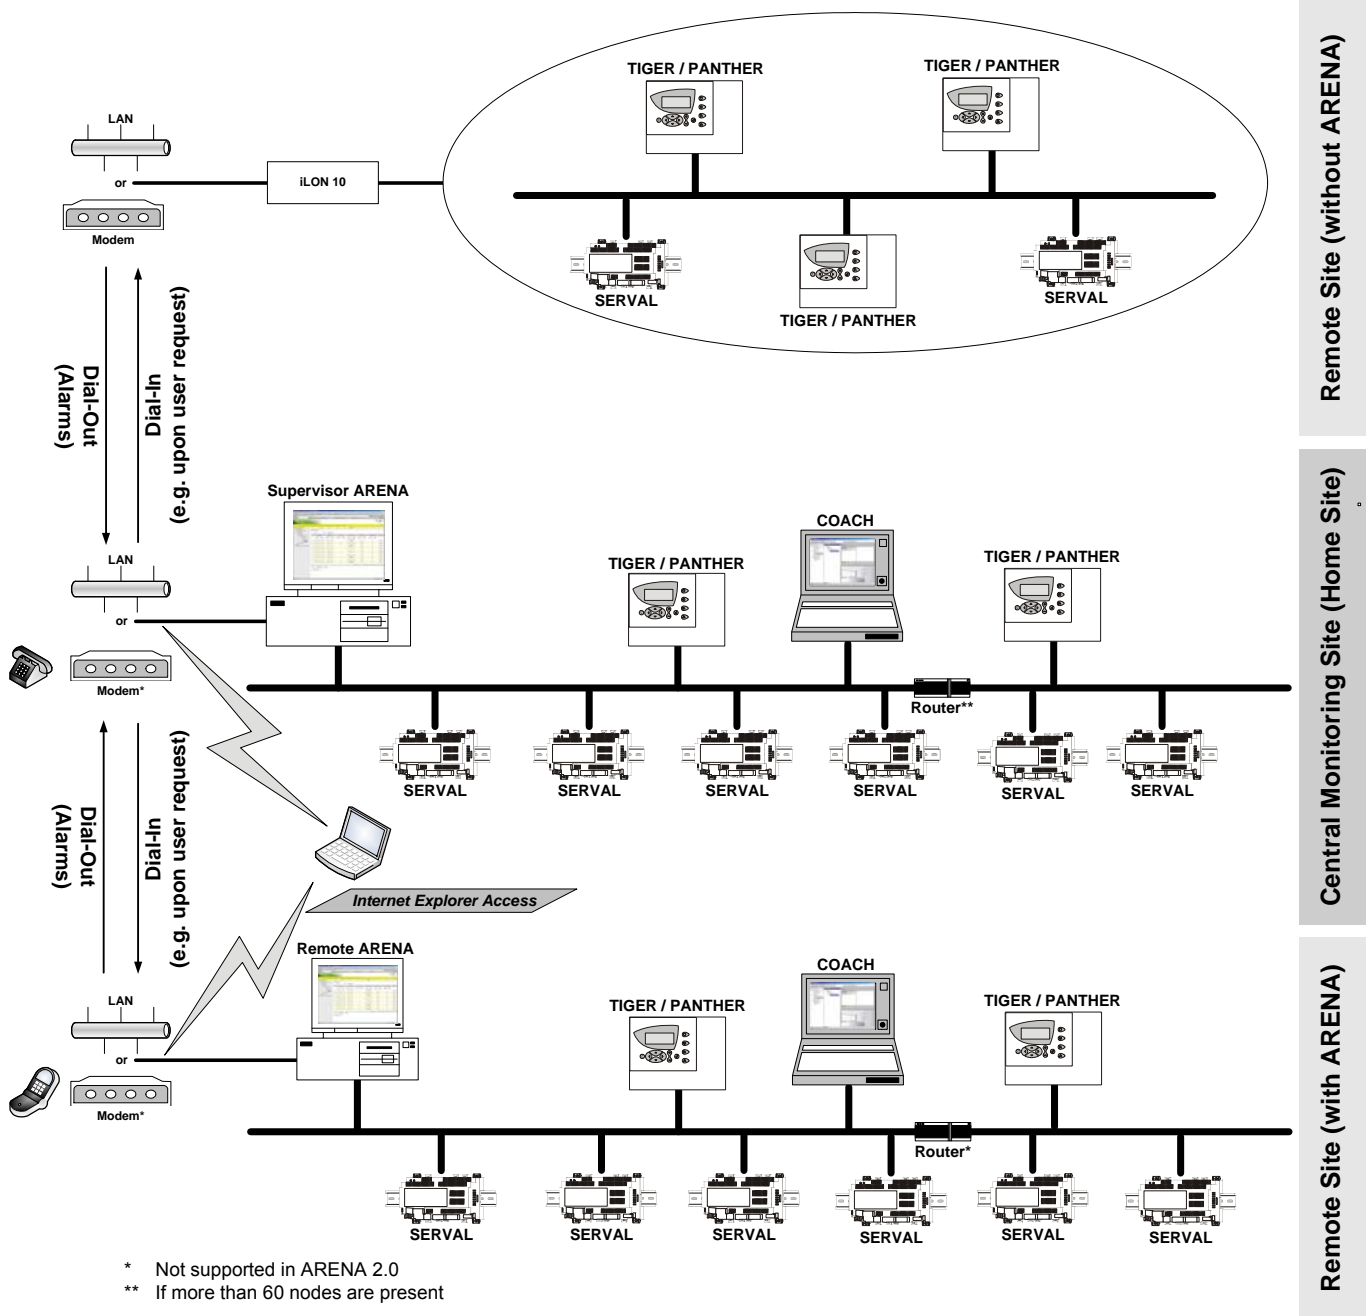 TIGER / PANTHER
TIGER / PANTHER
LAN
or
iLON 10
Modem
SERVAL
TIGER / PANTHER
SERVAL
Remote Site (without ARENA)
Dial-Out
(Alarms)
Dial-In
(e.g. upon user request)
Supervisor ARENA
LAN
or
Modem*
TIGER / PANTHER
COACH
TIGER / PANTHER
Router**
SERVAL
SERVAL
SERVAL
SERVAL
SERVAL
SERVAL
Central Monitoring Site (Home Site)
Dial-Out
(Alarms)
Dial-In
(e.g. upon user request)
Internet Explorer Access
Remote ARENA
LAN
or
Modem*
TIGER / PANTHER
COACH
TIGER / PANTHER
Router*
SERVAL
SERVAL
SERVAL
SERVAL
SERVAL
SERVAL
Remote Site (with ARENA)
* Not supported in ARENA 2.0
** If more than 60 nodes are present